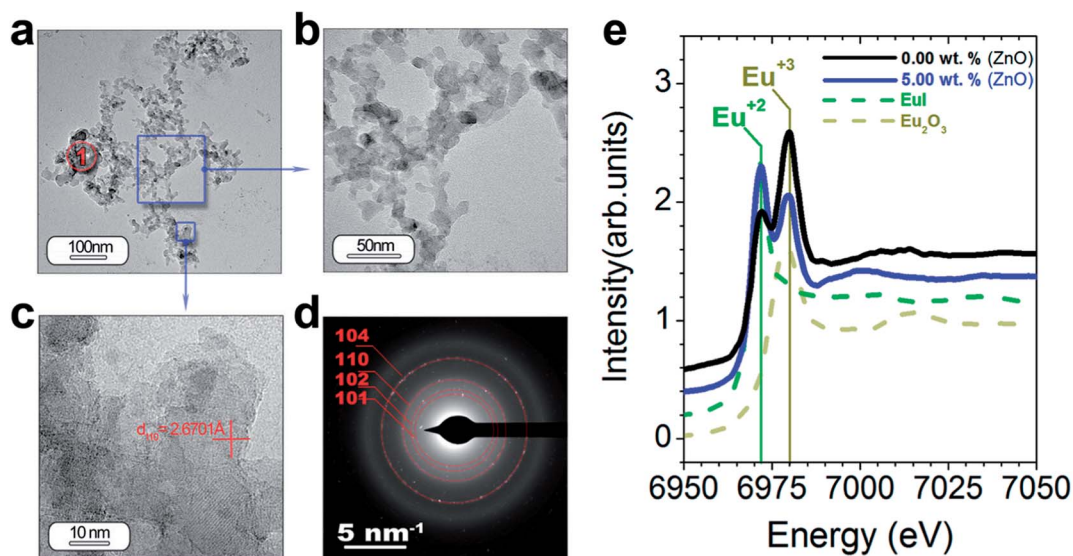 a
1
100nm
b
50nm
c
d₁₁₀ = 2.6701Å
10 nm
d
104
110
102
101
5 nm⁻¹
e
0.00 wt. % (ZnO)
5.00 wt. % (ZnO)
EuI
Eu₂O₃
Eu⁺³
Eu⁺²
Intensity(arb.units)
3
2
1
0
6950 6975 7000 7025 7050
Energy (eV)